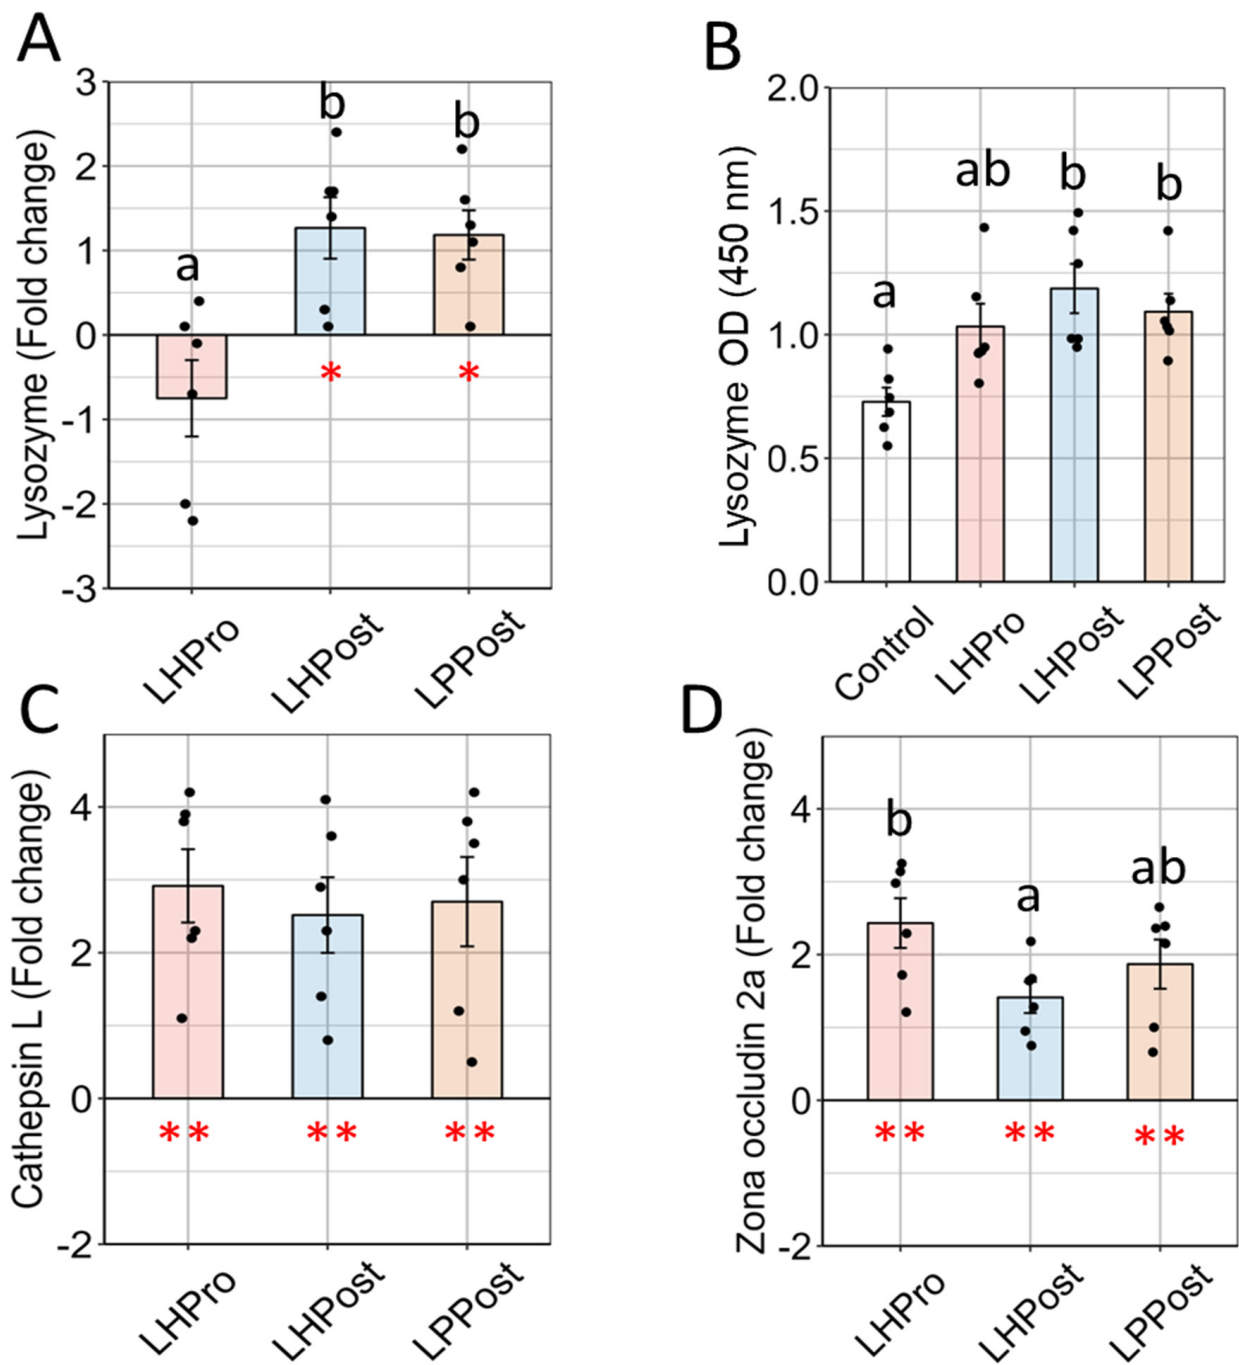 A
Lysozyme (Fold change)
3
2
1
0
-1
-2
-3
a
b
b
*
*
LHPro
LHPost
LPPost
B
Lysozyme OD (450 nm)
2.0
1.5
1.0
0.5
0.0
a
ab
b
b
Control
LHPro
LHPost
LPPost
C
Cathepsin L (Fold change)
4
2
0
-2
**
**
**
LHPro
LHPost
LPPost
D
Zona occludin 2a (Fold change)
4
2
0
-2
b
a
ab
**
**
**
LHPro
LHPost
LPPost